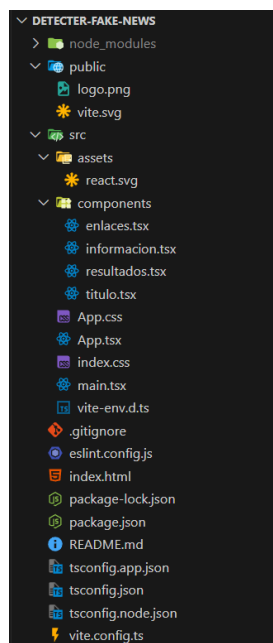 DETECTER-FAKE-NEWS
node_modules
public
logo.png
vite.svg
src
assets
react.svg
components
enlaces.tsx
informacion.tsx
resultados.tsx
titulo.tsx
App.css
App.tsx
index.css
main.tsx
TS vite-env.d.ts
.gitignore
eslint.config.js
index.html
package-lock.json
package.json
README.md
tsconfig.app.json
tsconfig.json
tsconfig.node.json
vite.config.ts